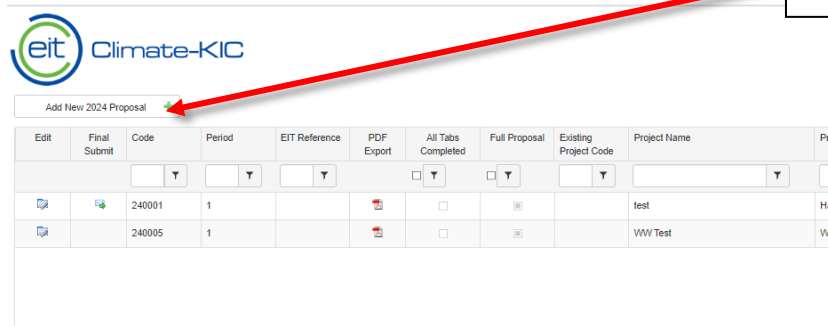 eit Climate-KIC
Add New 2024 Proposal
Edit Final Submit Code Period EIT Reference PDF Export All Tabs Completed Full Proposal Existing Project Code Project Name
240001 1 test
240005 1 WW Test